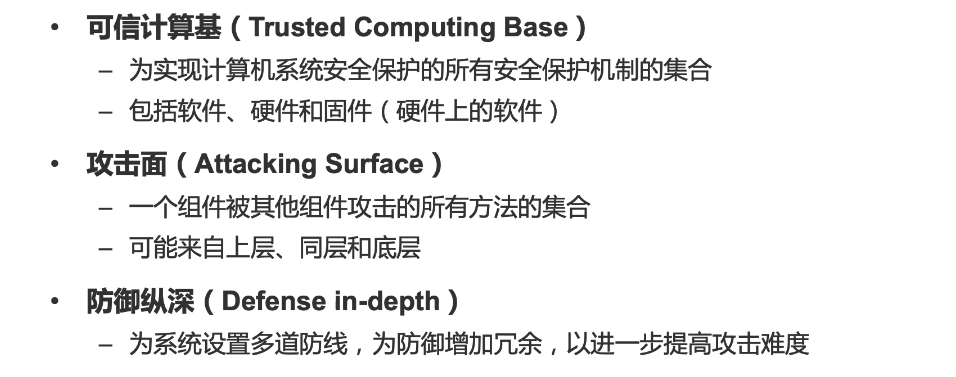 • 可信计算基（Trusted Computing Base）
– 为实现计算机系统安全保护的所有安全保护机制的集合
– 包括软件、硬件和固件（硬件上的软件）
• 攻击面（Attacking Surface）
– 一个组件被其他组件攻击的所有方法的集合
– 可能来自上层、同层和底层
• 防御纵深（Defense in-depth）
– 为系统设置多道防线，为防御增加冗余，以进一步提高攻击难度